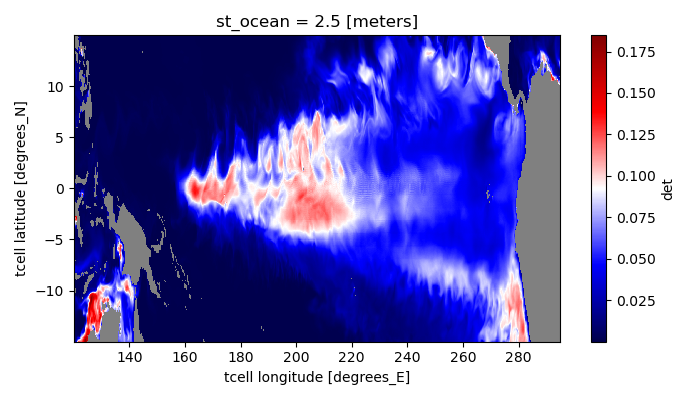 st_ocean = 2.5 [meters]
10
5
0
−5
−10
tcell latitude [degrees_N]
140 160 180 200 220 240 260 280
tcell longitude [degrees_E]
0.175
0.150
0.125
0.100
0.075
0.050
0.025
det